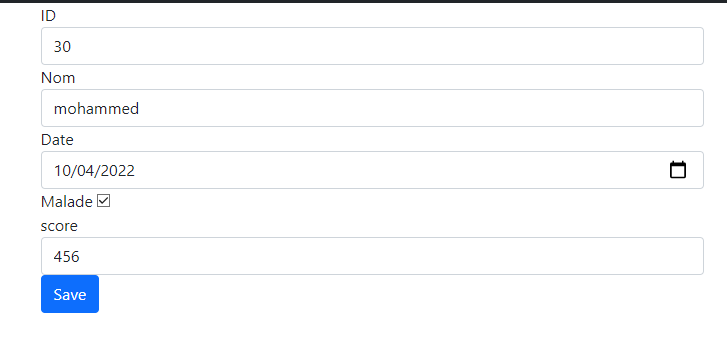 ID
30
Nom
mohammed
Date
10/04/2022
Malade
score
456
Save